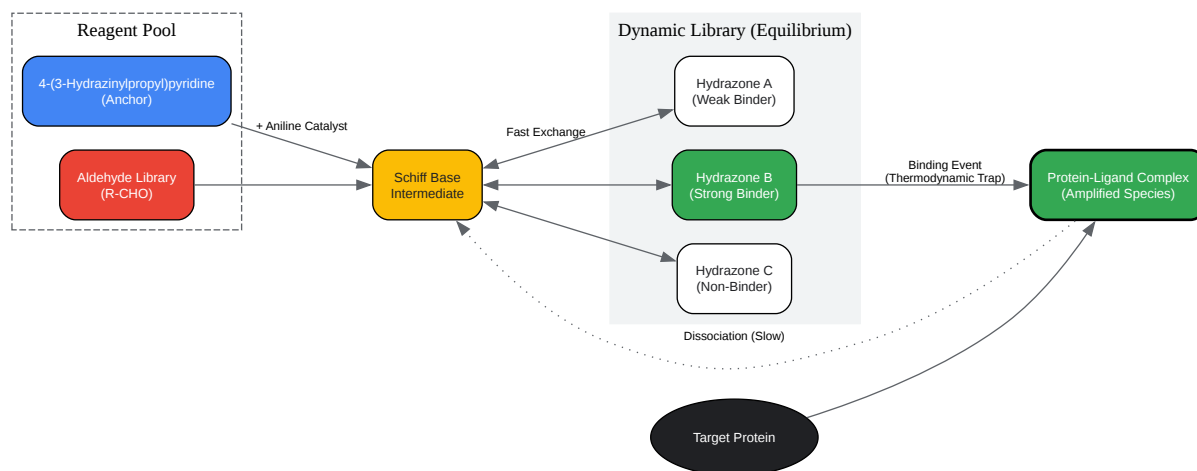 Reagent Pool
4-(3-Hydrazinylpropyl)pyridine
(Anchor)
Aldehyde Library
(R-CHO)
+ Aniline Catalyst
Schiff Base
Intermediate
Fast Exchange
Dynamic Library (Equilibrium)
Hydrazone A
(Weak Binder)
Hydrazone B
(Strong Binder)
Hydrazone C
(Non-Binder)
Binding Event
(Thermodynamic Trap)
Protein-Ligand Complex
(Amplified Species)
Dissociation (Slow)
Target Protein